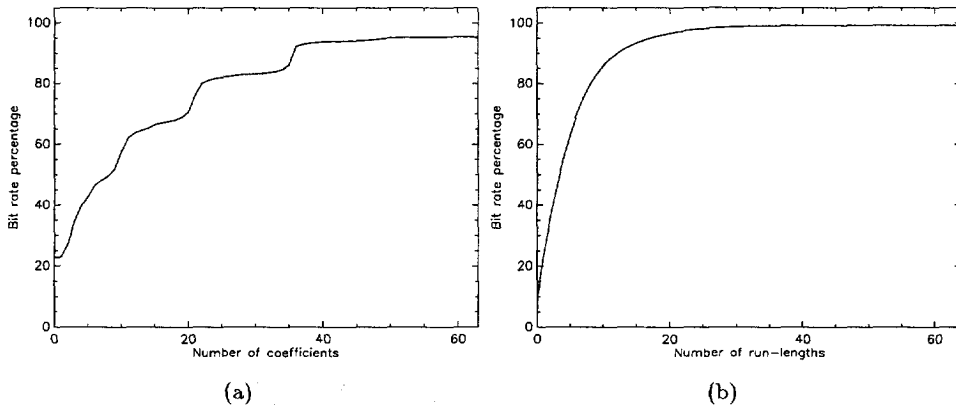 100
80
60
40
20
0
Bit rate percentage
0 20 40 60
Number of coefficients
(a)
100
80
60
40
20
0
Bit rate percentage
0 20 40 60
Number of run-lengths
(b)